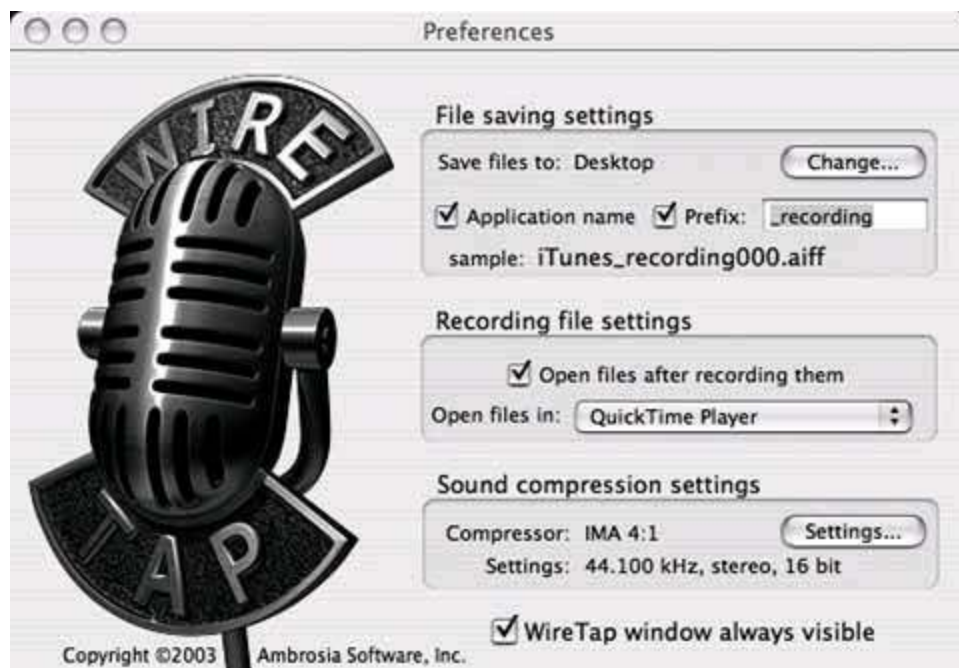 Preferences
WIRE
TAP
File saving settings
Save files to: Desktop
Change...
Application name
Prefix: _recording
sample: iTunes_recording000.aiff
Recording file settings
Open files after recording them
Open files in: QuickTime Player
Sound compression settings
Compressor: IMA 4:1
Settings...
Settings: 44.100 kHz, stereo, 16 bit
WireTap window always visible
Copyright ©2003 Ambrosia Software, Inc.